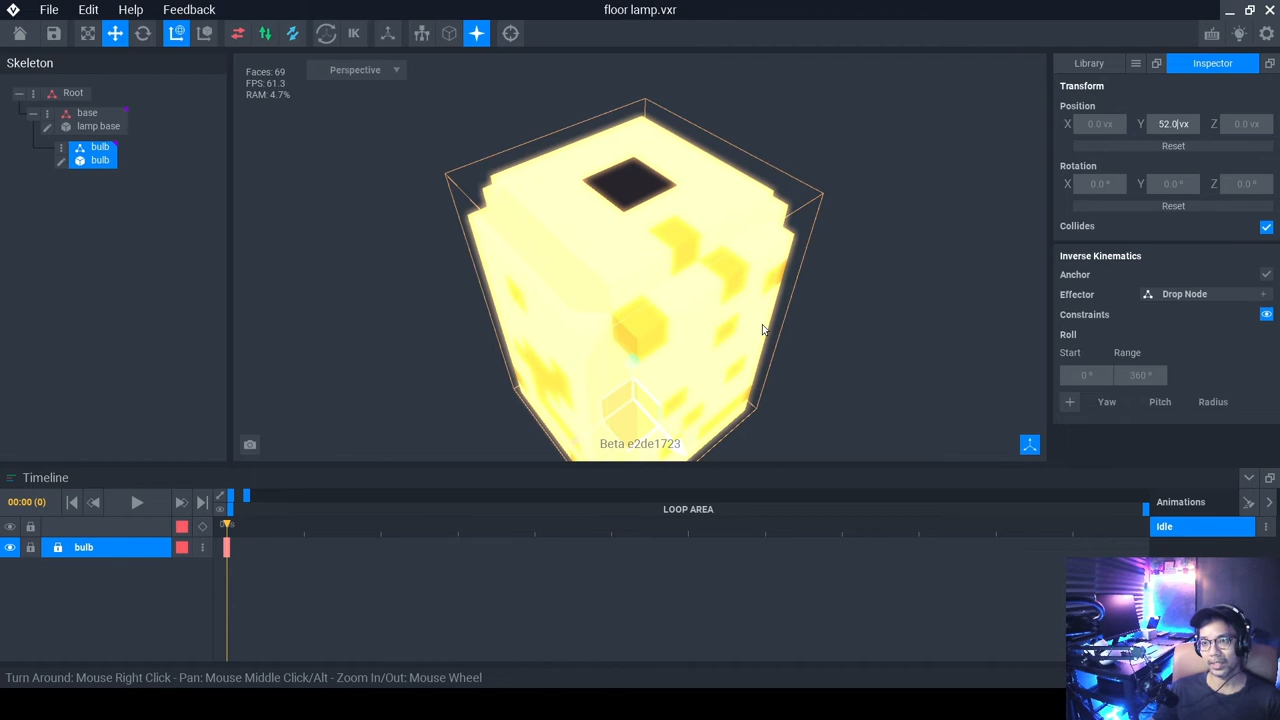 File Edit Help Feedback
floor lamp.vxr
IK
Skeleton
Root
base
lamp base
bulb
bulb
Faces: 69
FPS: 61.3
RAM: 4.7%
Perspective
Beta e2de1723
Library Inspector
Transform
Position
X 0.0 vx Y 52.0vx Z 0.0 vx
Reset
Rotation
X 0.0 ° Y 0.0 ° Z 0.0 °
Reset
Collides
Inverse Kinematics
Anchor
Effector Drop Node
Constraints
Roll
Start Range
0 ° 360 °
Yaw Pitch Radius
Timeline
00:00 (0)
LOOP AREA
Animations
Idle
bulb
Turn Around: Mouse Right Click - Pan: Mouse Middle Click/Alt - Zoom In/Out: Mouse Wheel